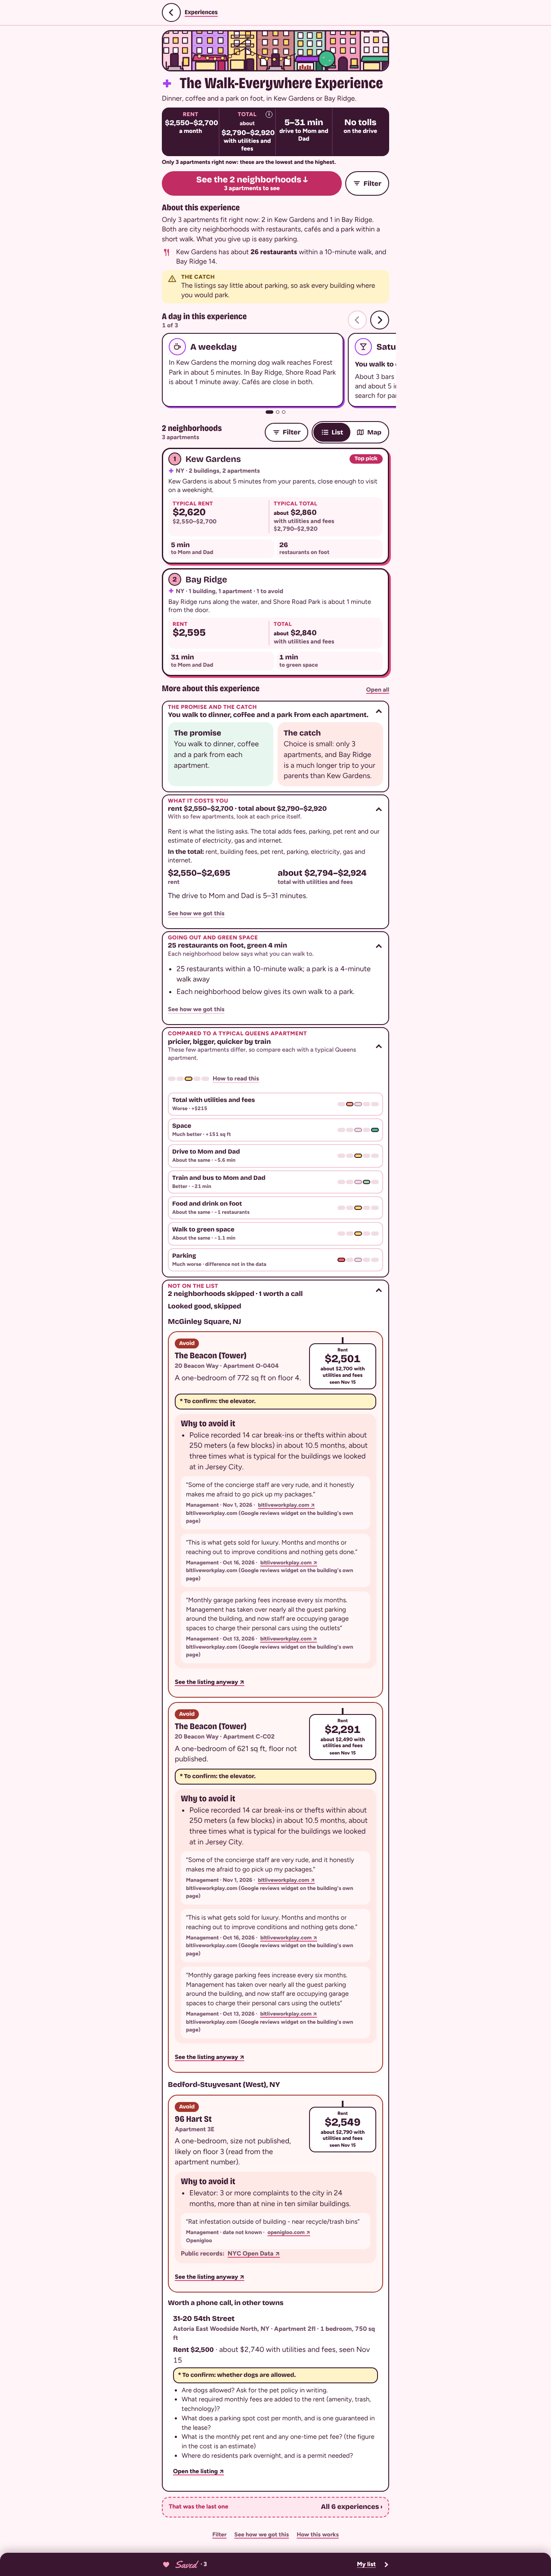 Experiences
The Walk-Everywhere Experience
Dinner, coffee and a park on foot, in Kew Gardens or Bay Ridge.
RENT
$2,550–$2,700
a month
TOTAL
about
$2,790–$2,920
with utilities and
fees
5–31 min
drive to Mom and
Dad
No tolls
on the drive
Only 3 apartments right now: these are the lowest and the highest.
See the 2 neighborhoods ↓
3 apartments to see
Filter
About this experience
Only 3 apartments fit right now: 2 in Kew Gardens and 1 in Bay Ridge.
Both are city neighborhoods with restaurants, cafés and a park within a
short walk. What you give up is easy parking.
Kew Gardens has about 26 restaurants within a 10-minute walk, and
Bay Ridge 14.
THE CATCH
The listings say little about parking, so ask every building where
you would park.
A day in this experience
1 of 3
A weekday
In Kew Gardens the morning dog walk reaches Forest
Park in about 5 minutes. In Bay Ridge, Shore Road Park
is about 1 minute away. Cafés are close in both.
Satu
You walk to
About 3 bars
and about 5 i
search for pa
2 neighborhoods
3 apartments
Filter
List
Map
1 Kew Gardens
Top pick
NY · 2 buildings, 2 apartments
Kew Gardens is about 5 minutes from your parents, close enough to visit
on a weeknight.
TYPICAL RENT
$2,620
$2,550–$2,700
TYPICAL TOTAL
about $2,860
with utilities and fees
$2,790–$2,920
5 min
to Mom and Dad
26
restaurants on foot
2 Bay Ridge
NY · 1 building, 1 apartment · 1 to avoid
Bay Ridge runs along the water, and Shore Road Park is about 1 minute
from the door.
RENT
$2,595
TOTAL
about $2,840
with utilities and fees
31 min
to Mom and Dad
1 min
to green space
More about this experience
Open all
THE PROMISE AND THE CATCH
You walk to dinner, coffee and a park from each apartment.
The promise
You walk to dinner, coffee
and a park from each
apartment.
The catch
Choice is small: only 3
apartments, and Bay Ridge
is a much longer trip to your
parents than Kew Gardens.
WHAT IT COSTS YOU
rent $2,550–$2,700 · total about $2,790–$2,920
With so few apartments, look at each price itself.
Rent is what the listing asks. The total adds fees, parking, pet rent and our
estimate of electricity, gas and internet.
In the total: rent, building fees, pet rent, parking, electricity, gas and
internet.
$2,550–$2,695
rent
about $2,794–$2,924
total with utilities and fees
The drive to Mom and Dad is 5–31 minutes.
See how we got this
GOING OUT AND GREEN SPACE
25 restaurants on foot, green 4 min
Each neighborhood below says what you can walk to.
• 25 restaurants within a 10-minute walk; a park is a 4-minute
walk away
• Each neighborhood below gives its own walk to a park.
See how we got this
COMPARED TO A TYPICAL QUEENS APARTMENT
pricier, bigger, quicker by train
These few apartments differ, so compare each with a typical Queens
apartment.
How to read this
Total with utilities and fees
Worse · +$215
Space
Much better · +151 sq ft
Drive to Mom and Dad
About the same · −5.6 min
Train and bus to Mom and Dad
Better · −21 min
Food and drink on foot
About the same · −1 restaurants
Walk to green space
About the same · −1.1 min
Parking
Much worse · difference not in the data
NOT ON THE LIST
2 neighborhoods skipped · 1 worth a call
Looked good, skipped
McGinley Square, NJ
Avoid
The Beacon (Tower)
20 Beacon Way · Apartment O-0404
A one-bedroom of 772 sq ft on floor 4.
Rent
$2,501
about $2,700 with
utilities and fees
seen Nov 15
* To confirm: the elevator.
Why to avoid it
• Police recorded 14 car break-ins or thefts within about
250 meters (a few blocks) in about 10.5 months, about
three times what is typical for the buildings we looked
at in Jersey City.
"Some of the concierge staff are very rude, and it honestly
makes me afraid to go pick up my packages."
Management · Nov 1, 2026 · bltliveworkplay.com ↗
bltliveworkplay.com (Google reviews widget on the building's own
page)
"This is what gets sold for luxury. Months and months or
reaching out to improve conditions and nothing gets done."
Management · Oct 16, 2026 · bltliveworkplay.com ↗
bltliveworkplay.com (Google reviews widget on the building's own
page)
"Monthly garage parking fees increase every six months.
Management has taken over nearly all the guest parking
around the building, and now staff are occupying garage
spaces to charge their personal cars using the outlets"
Management · Oct 13, 2026 · bltliveworkplay.com ↗
bltliveworkplay.com (Google reviews widget on the building's own
page)
See the listing anyway ↗
Avoid
The Beacon (Tower)
20 Beacon Way · Apartment C-C02
A one-bedroom of 621 sq ft, floor not
published.
Rent
$2,291
about $2,490 with
utilities and fees
seen Nov 15
* To confirm: the elevator.
Why to avoid it
• Police recorded 14 car break-ins or thefts within about
250 meters (a few blocks) in about 10.5 months, about
three times what is typical for the buildings we looked
at in Jersey City.
"Some of the concierge staff are very rude, and it honestly
makes me afraid to go pick up my packages."
Management · Nov 1, 2026 · bltliveworkplay.com ↗
bltliveworkplay.com (Google reviews widget on the building's own
page)
"This is what gets sold for luxury. Months and months or
reaching out to improve conditions and nothing gets done."
Management · Oct 16, 2026 · bltliveworkplay.com ↗
bltliveworkplay.com (Google reviews widget on the building's own
page)
"Monthly garage parking fees increase every six months.
Management has taken over nearly all the guest parking
around the building, and now staff are occupying garage
spaces to charge their personal cars using the outlets"
Management · Oct 13, 2026 · bltliveworkplay.com ↗
bltliveworkplay.com (Google reviews widget on the building's own
page)
See the listing anyway ↗
Bedford-Stuyvesant (West), NY
Avoid
96 Hart St
Apartment 3E
A one-bedroom, size not published,
likely on floor 3 (read from the
apartment number).
Rent
$2,549
about $2,790 with
utilities and fees
seen Nov 15
Why to avoid it
• Elevator: 3 or more complaints to the city in 24
months, more than at nine in ten similar buildings.
"Rat infestation outside of building - near recycle/trash bins"
Management · date not known · openigloo.com ↗
Openigloo
Public records: NYC Open Data ↗
See the listing anyway ↗
Worth a phone call, in other towns
31-20 54th Street
Astoria East Woodside North, NY · Apartment 2fl · 1 bedroom, 750 sq
ft
Rent $2,500 · about $2,740 with utilities and fees, seen Nov
15
* To confirm: whether dogs are allowed.
• Are dogs allowed? Ask for the pet policy in writing.
• What required monthly fees are added to the rent (amenity, trash,
technology)?
• What does a parking spot cost per month, and is one guaranteed in
the lease?
• What is the monthly pet rent and any one-time pet fee? (the figure
in the cost is an estimate)
• Where do residents park overnight, and is a permit needed?
Open the listing ↗
That was the last one
All 6 experiences ›
Filter
See how we got this
How this works
Saved · 3
My list